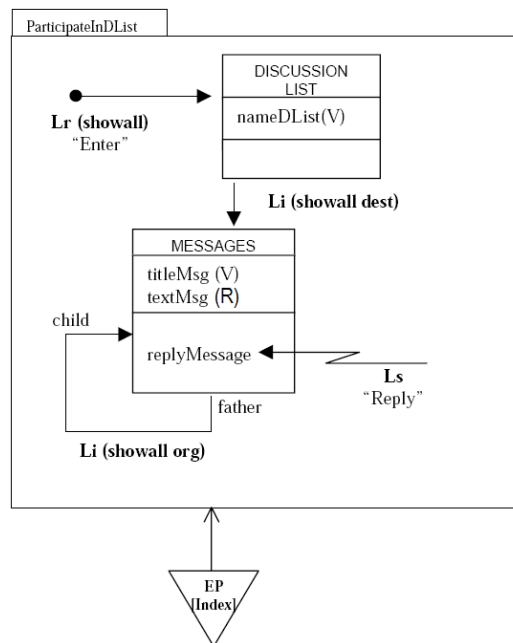 ParticipateInDList
DISCUSSION
LIST
nameDList(V)
Lr (showall)
“Enter”
Li (showall dest)
MESSAGES
titleMsg (V)
textMsg (R)
child
replyMessage
Ls
“Reply”
father
Li (showall org)
EP
[Index]